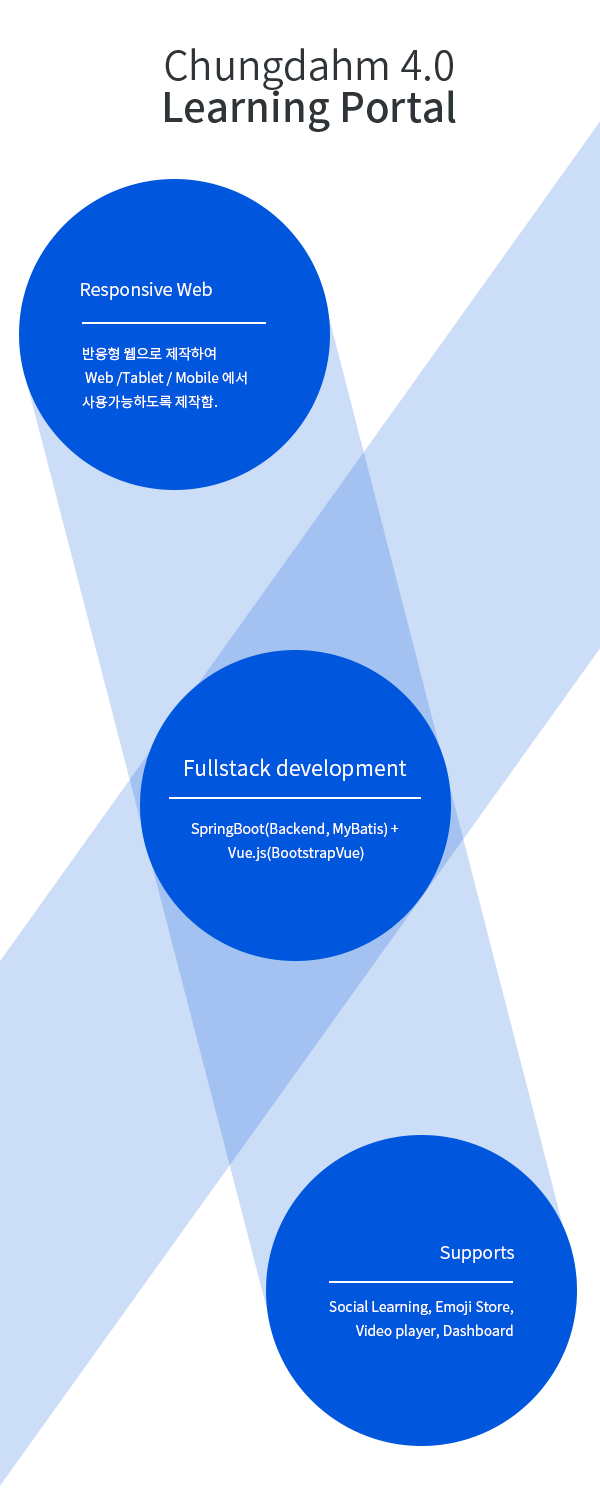 Chungdahm 4.0
Learning Portal
Responsive Web
반응형 웹으로 제작하여
Web /Tablet / Mobile 에서
사용가능하도록 제작함.
Fullstack development
SpringBoot(Backend, MyBatis) +
Vue.js(BootstrapVue)
Supports
Social Learning, Emoji Store,
Video player, Dashboard